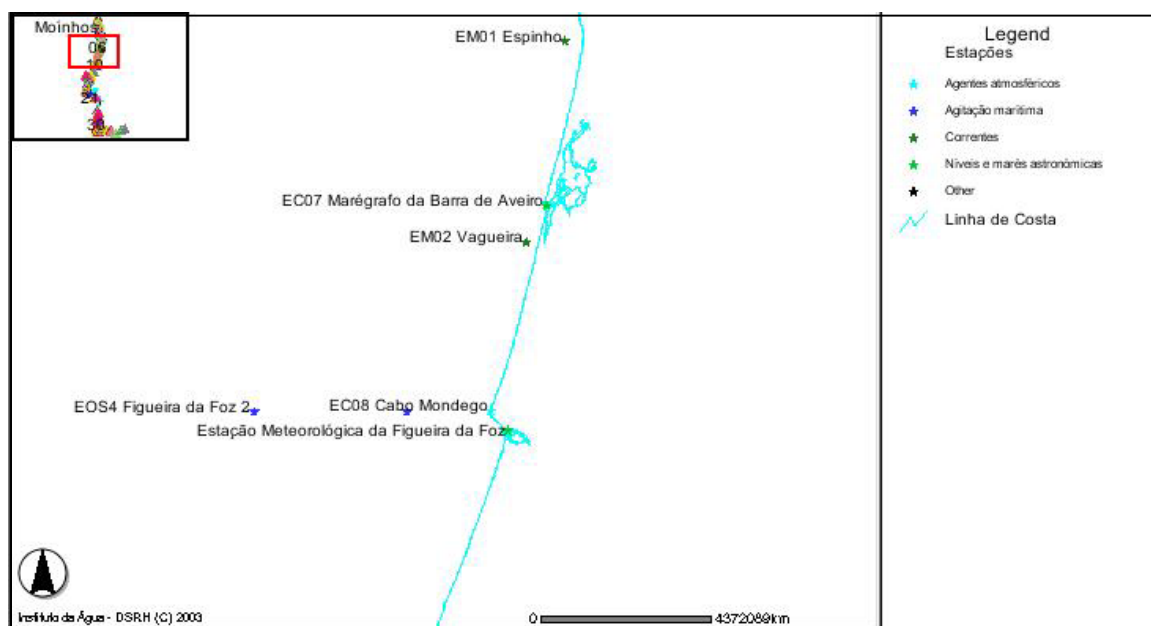 Moinhos
06
10
24
30
EM01 Espinho
EC07 Marégrafo da Barra de Aveiro
EM02 Vagueira
EOS4 Figueira da Foz 2
EC08 Cabo Mondego
Estação Meteorológica da Figueira da Foz
Instituto da Água - DSRH (C) 2003
0 4372089km
Legend
Estações
Agentes atmosféricos
Agitação marítima
Correntes
Níveis e marés astronómicas
Other
Linha de Costa